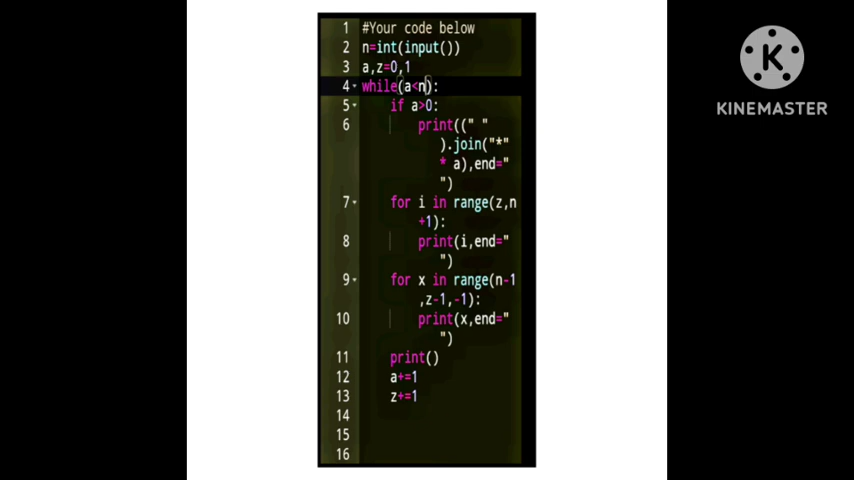 1 #Your code below
2 n=int(input())
3 a,z=0,1
4 while(a<n):
5 if a>0:
6 print((" "
).join("*"
* a),end="
")
7 for i in range(z,n
+1):
8 print(i,end="
")
9 for x in range(n-1
,z-1,-1):
10 print(x,end="
")
11 print()
12 a+=1
13 z+=1
14
15
16
K
KINEMASTER